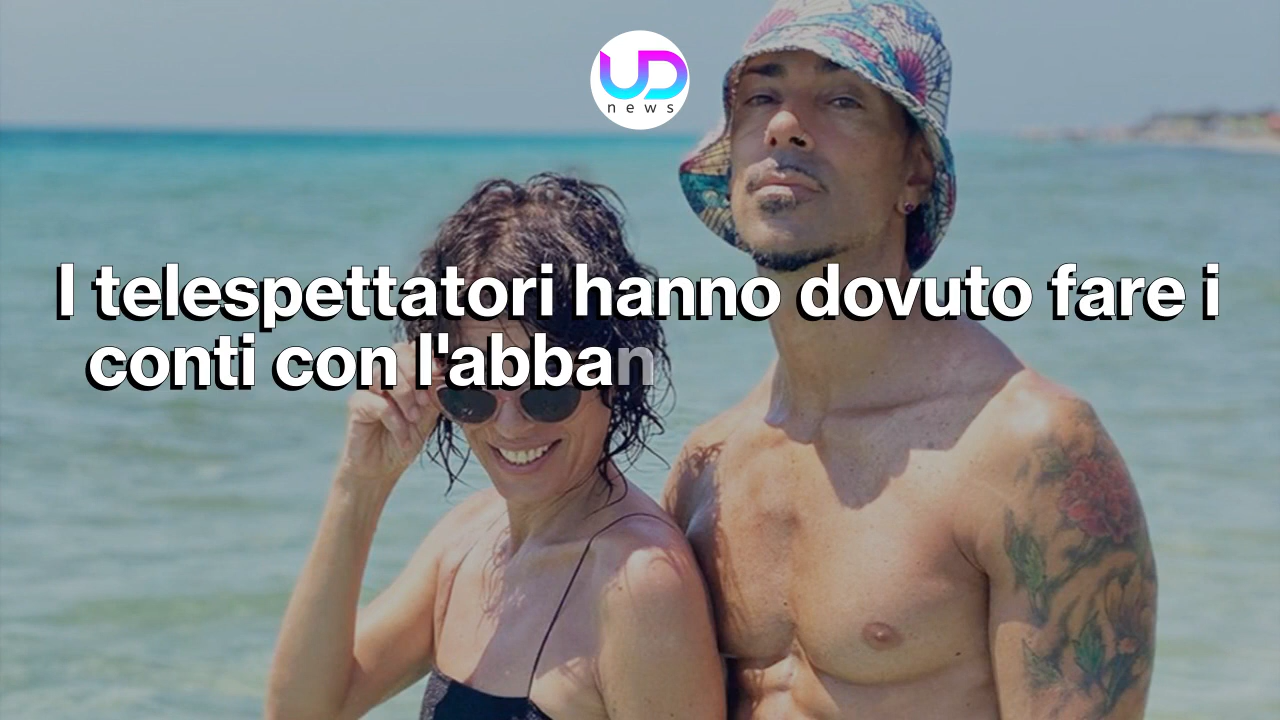 UD
news
I telespettatori hanno dovuto fare i
conti con l'abban